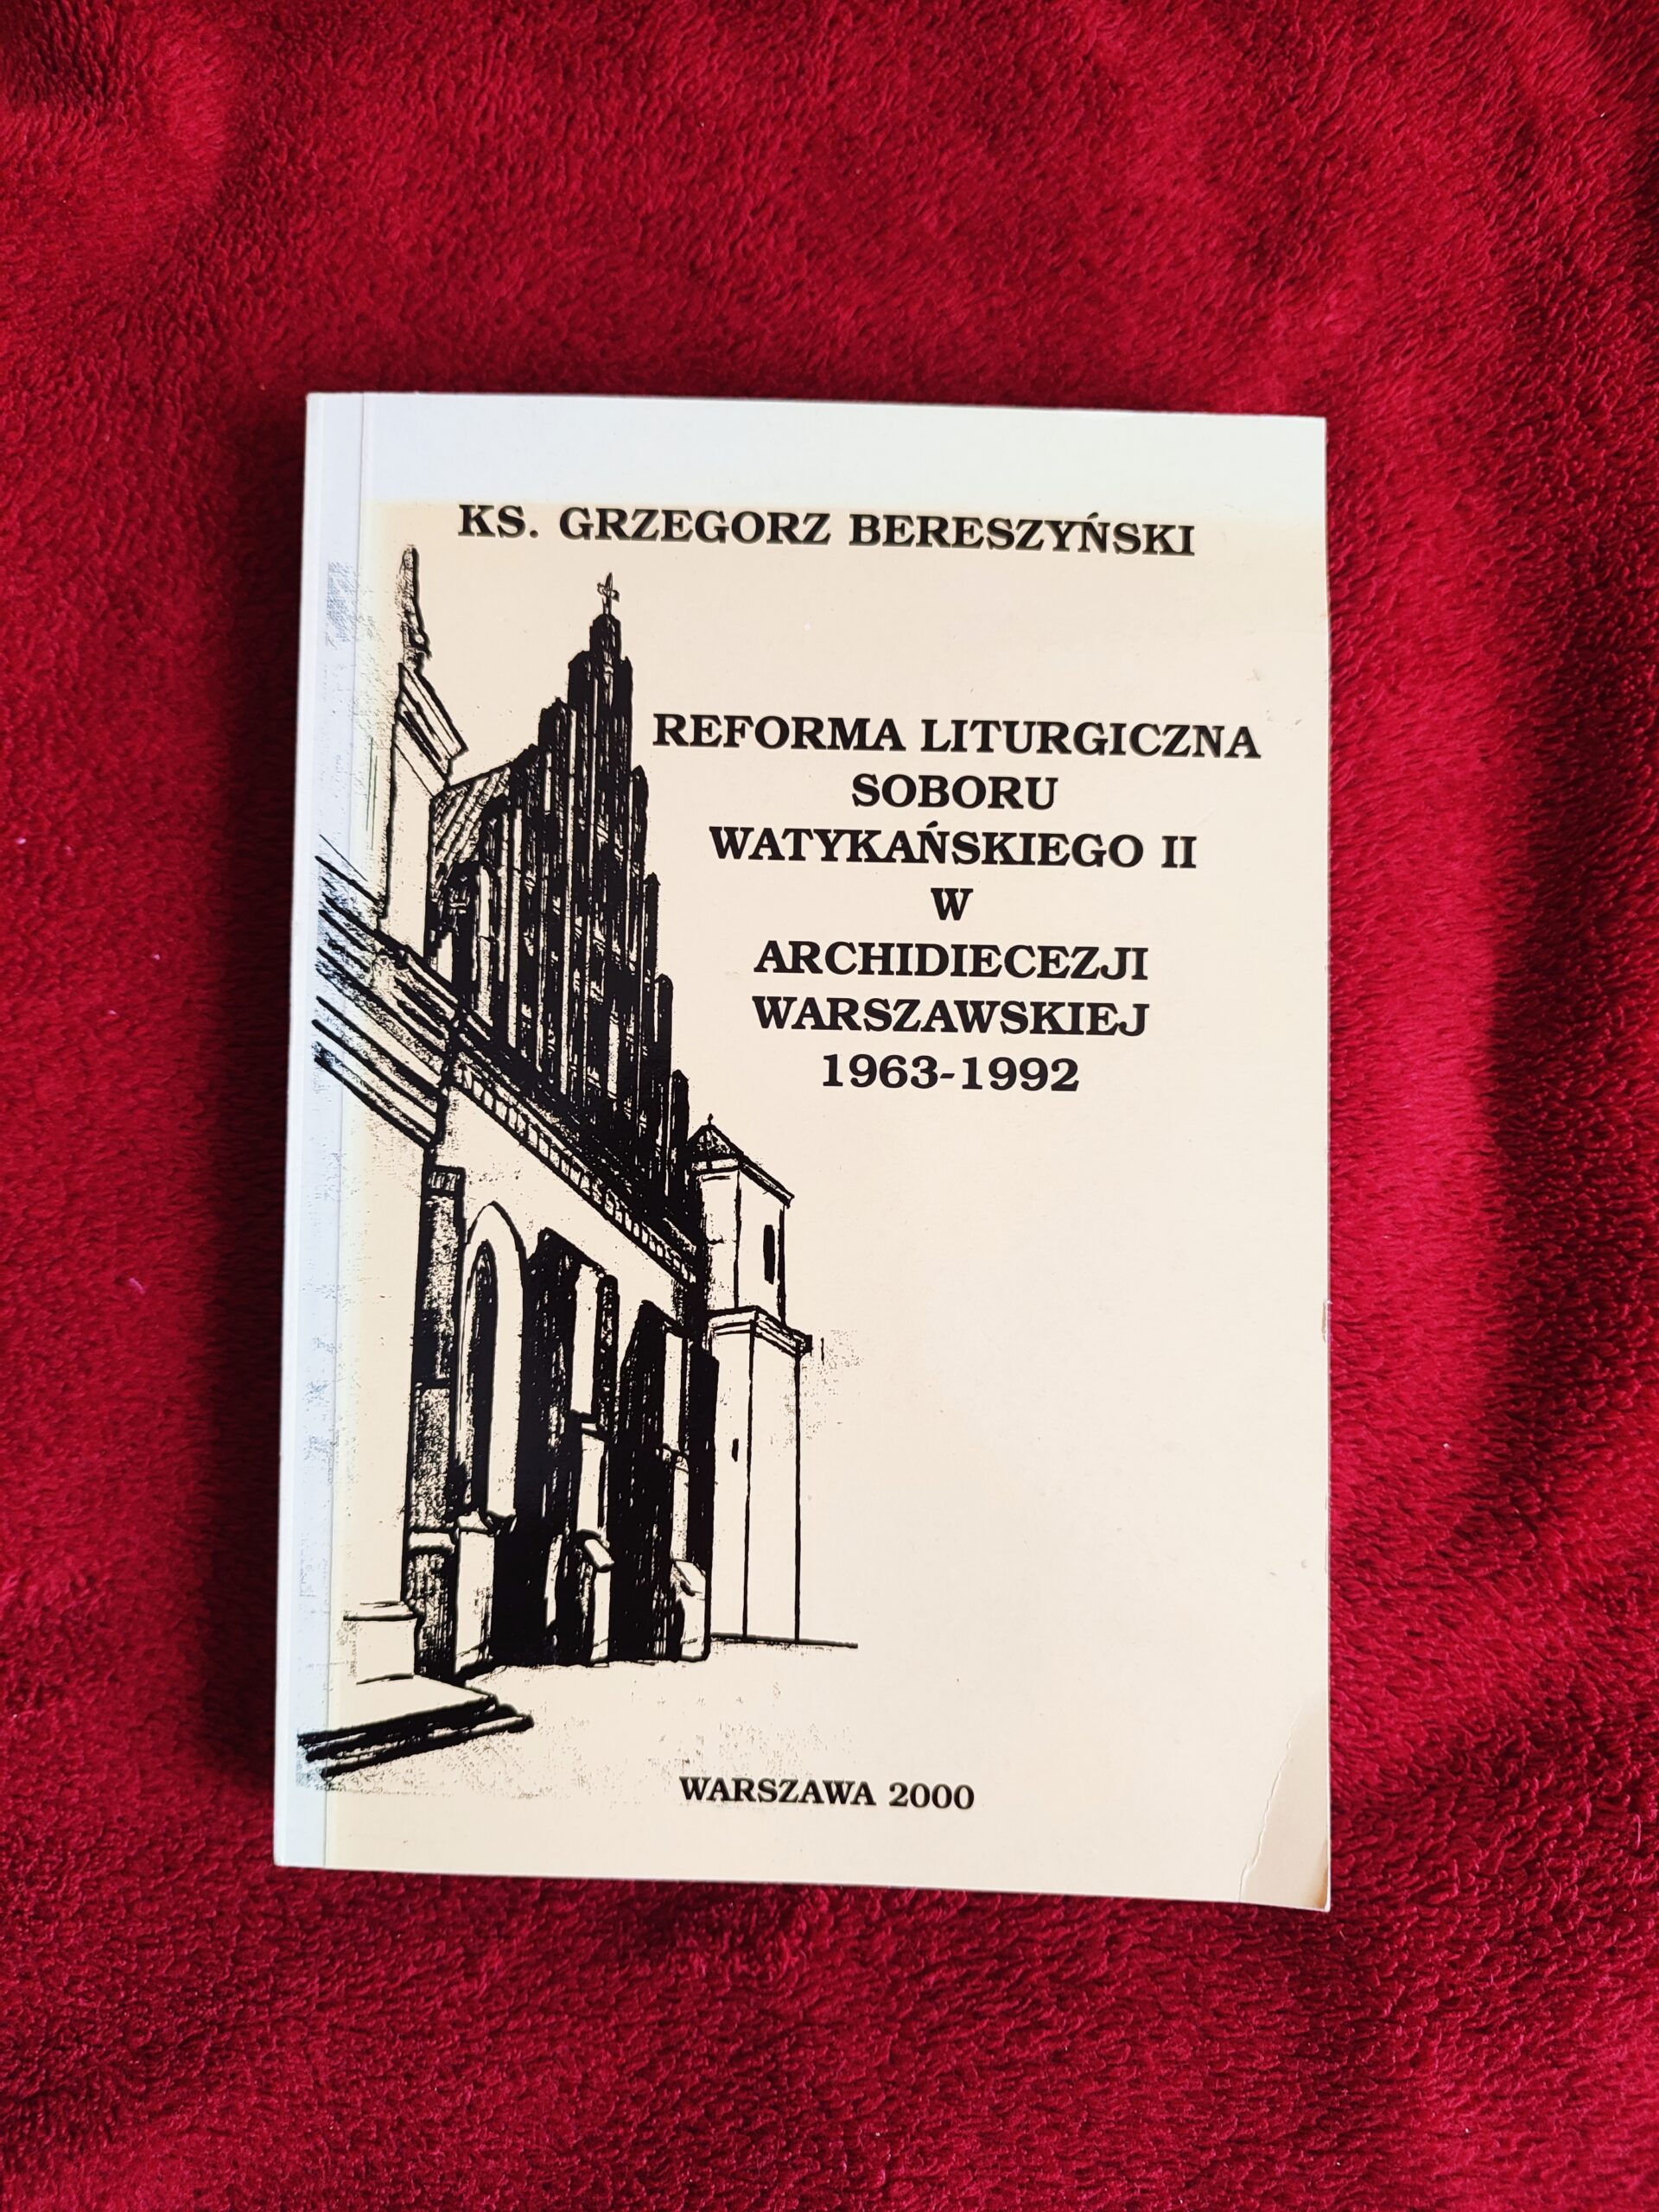 KS. GRZEGORZ BERESZYŃSKI
REFORMA LITURGICZNA
SOBORU
WATYKAŃSKIEGO II
W
ARCHIDIECEZJI
WARSZAWSKIEJ
1963-1992
WARSZAWA 2000